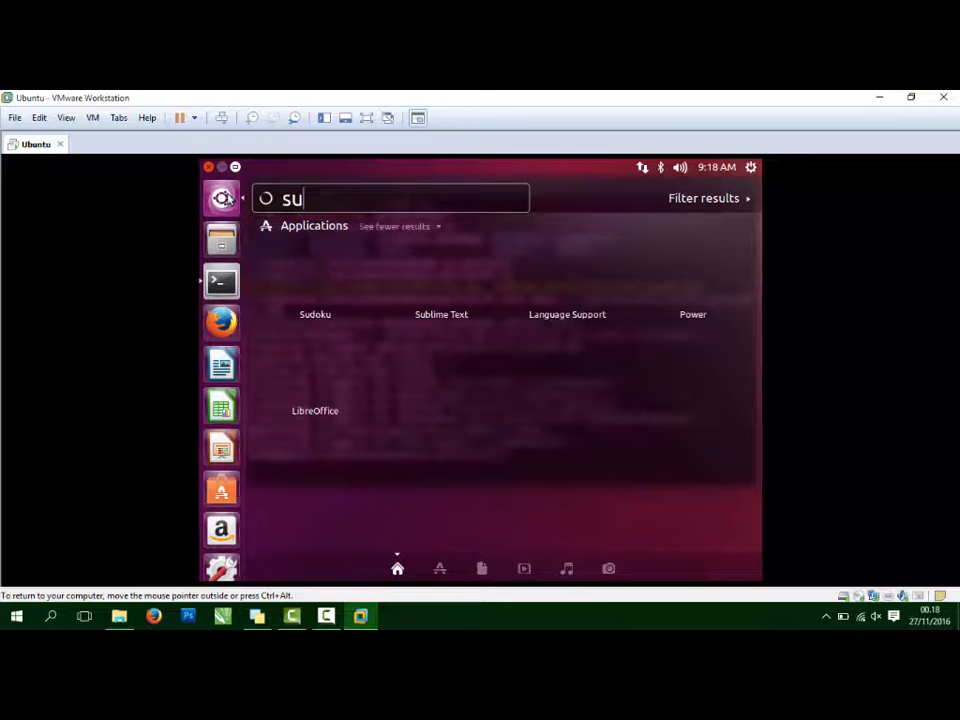 Ubuntu - VMware Workstation
File Edit View VM Tabs Help
Ubuntu
9:18 AM
su
Filter results
Applications See fewer results
Sudoku Sublime Text Language Support Power
LibreOffice
To return to your computer, move the mouse pointer outside or press Ctrl+Alt.
Ps
00.18
27/11/2016